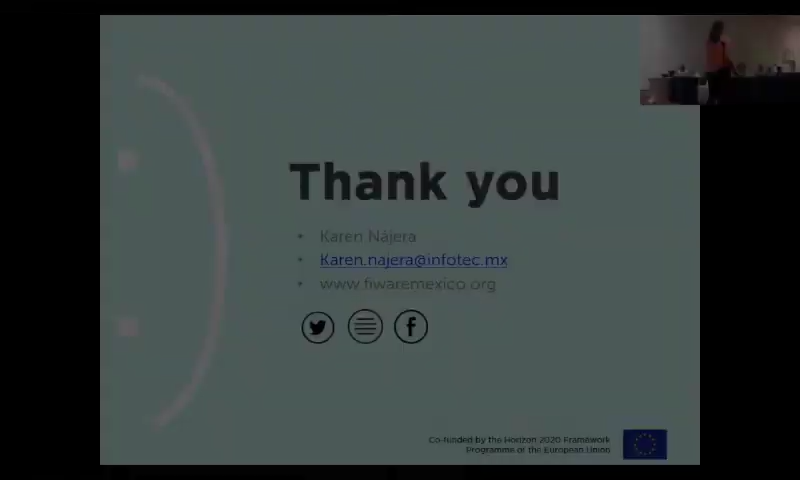 Thank you
• Karen Nájera
• Karen.najera@infotec.mx
• www.fiwaremexico.org
Co-funded by the Horizon 2020 Framework
Programme of the European Union